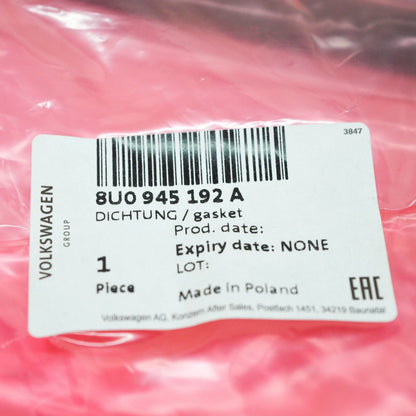 3847
8U0 945 192 A
DICHTUNG / gasket
Prod. date:
Expiry date: NONE
LOT:
1
Piece
Made in Poland
EAC
VOLKSWAGEN
GROUP
Volkswagen AG, Konzern After Sales, Postfach 1451, 34219 Baunatal